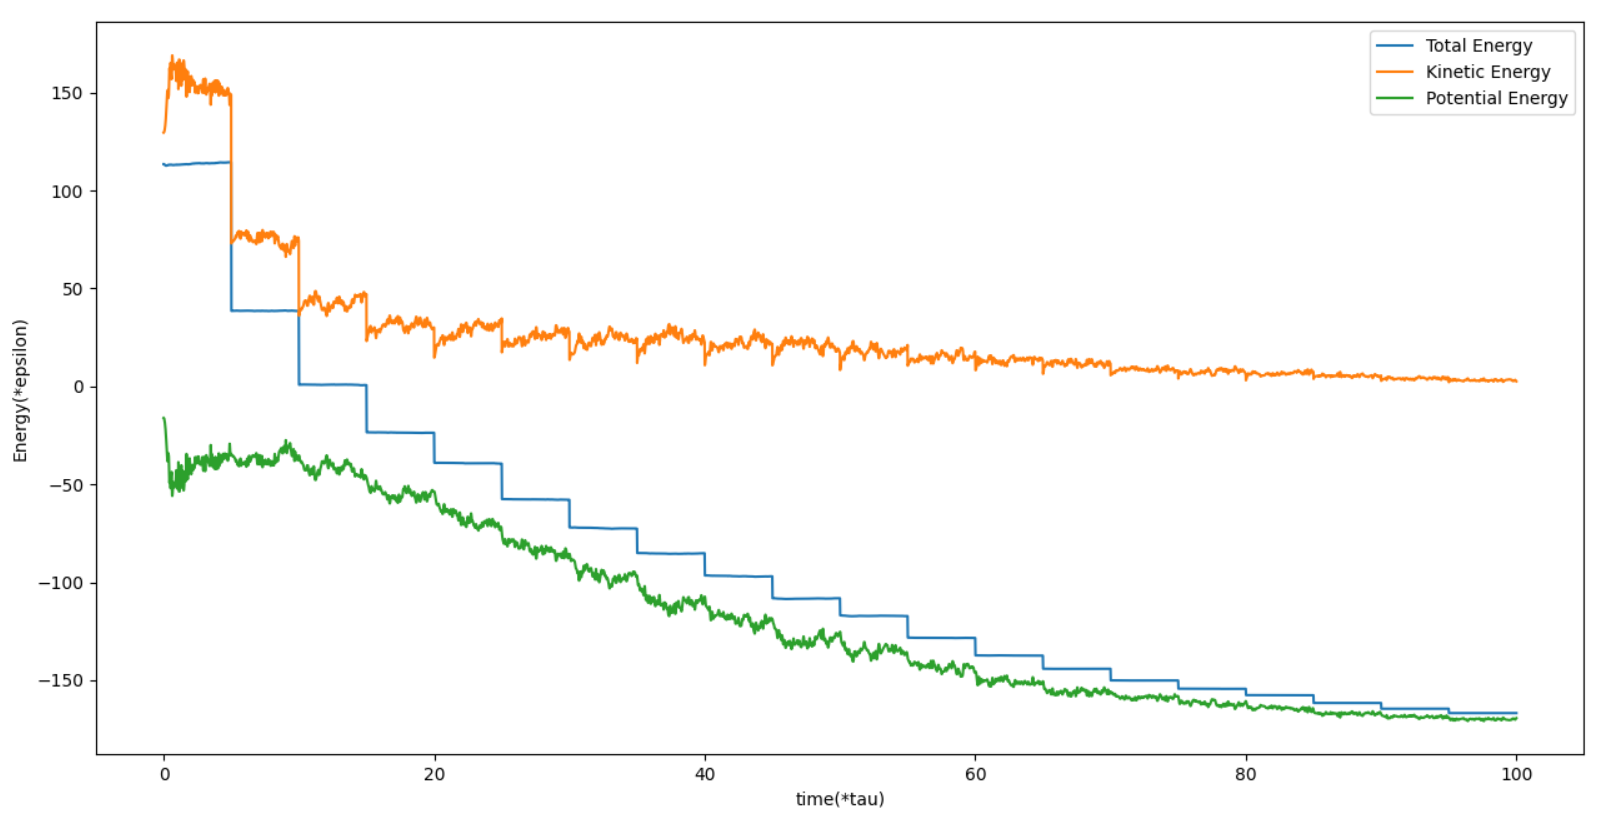 Total Energy
Kinetic Energy
Potential Energy
150
100
50
0
−50
−100
−150
Energy(*epsilon)
0 20 40 60 80 100
time(*tau)